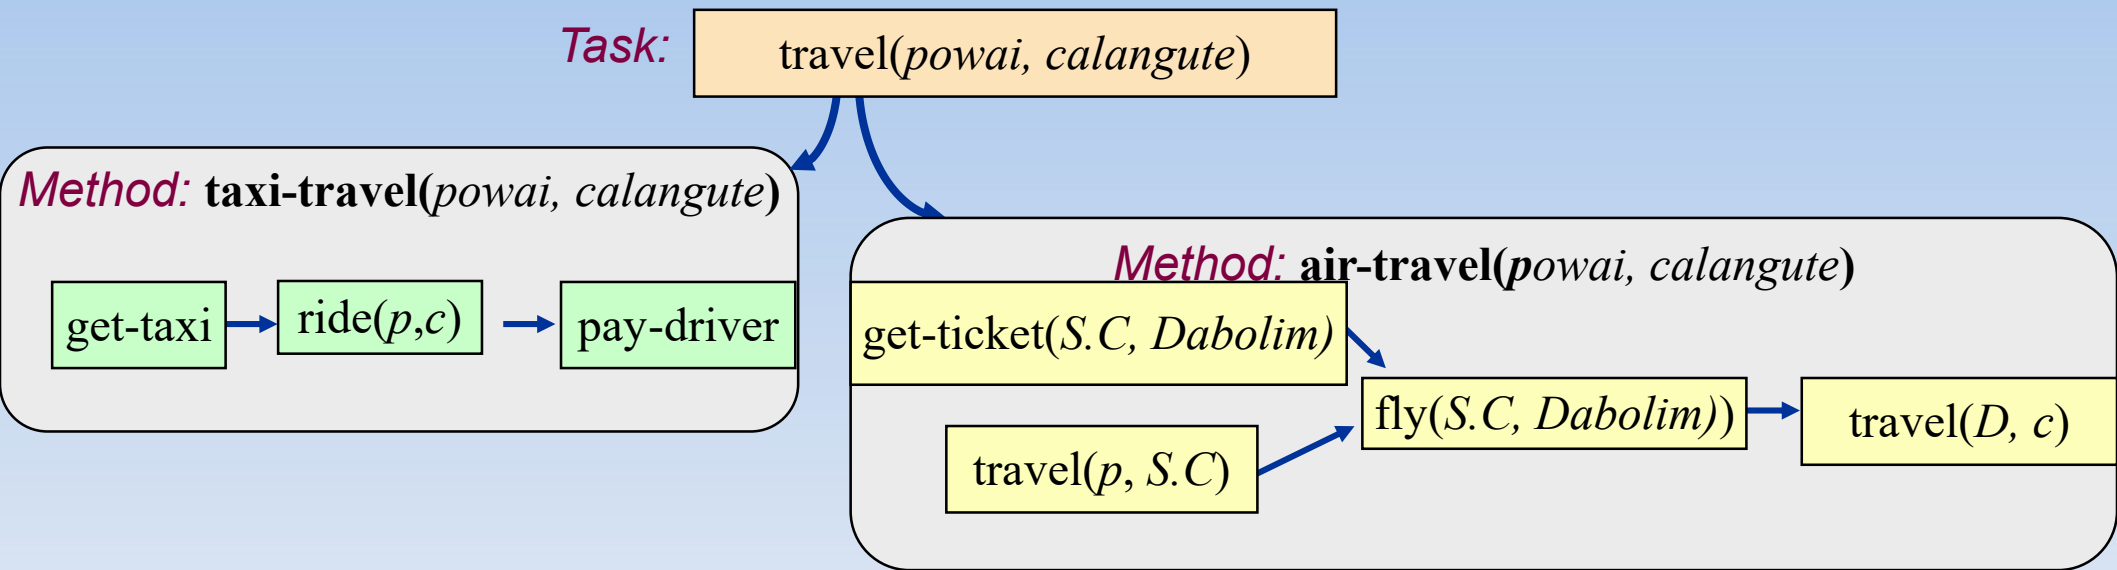 Task: travel(powai, calangute)
Method: taxi-travel(powai, calangute)
get-taxi
ride(p,c)
pay-driver
Method: air-travel(powai, calangute)
get-ticket(S.C, Dabolim)
travel(p, S.C)
fly(S.C, Dabolim))
travel(D, c)